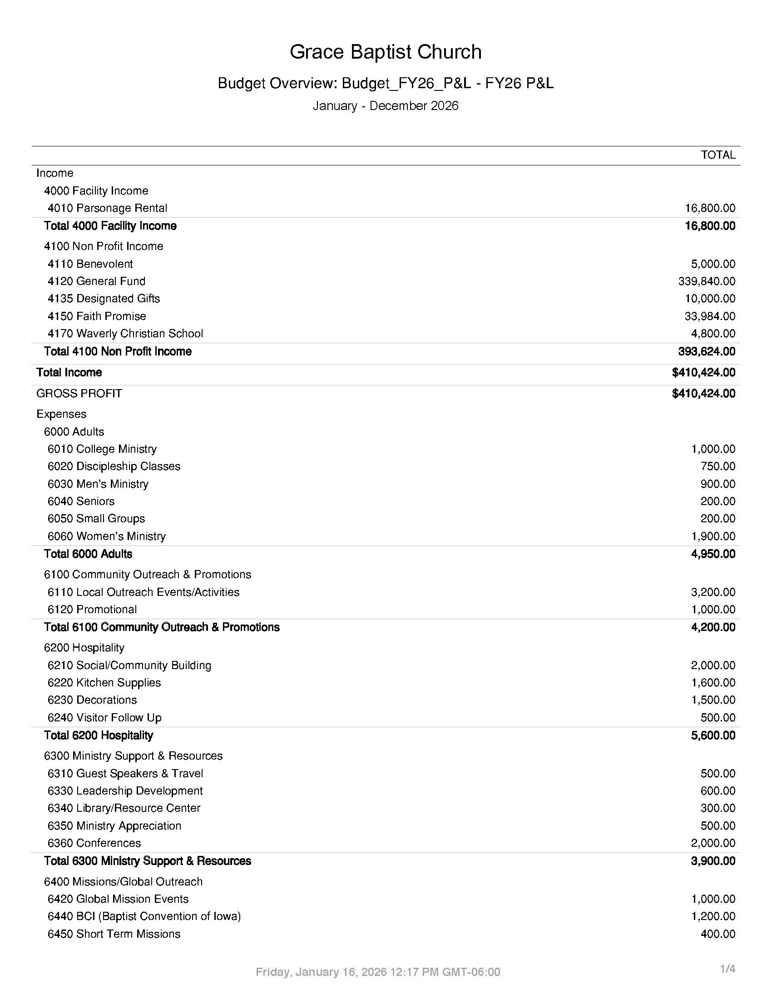 Grace Baptist Church
Budget Overview: Budget_FY26_P&L - FY26 P&L
January - December 2026
TOTAL
Income
4000 Facility Income
4010 Parsonage Rental 16,800.00
Total 4000 Facility Income 16,800.00
4100 Non Profit Income
4110 Benevolent 5,000.00
4120 General Fund 339,840.00
4135 Designated Gifts 10,000.00
4150 Faith Promise 33,984.00
4170 Waverly Christian School 4,800.00
Total 4100 Non Profit Income 393,624.00
Total Income $410,424.00
GROSS PROFIT $410,424.00
Expenses
6000 Adults
6010 College Ministry 1,000.00
6020 Discipleship Classes 750.00
6030 Men’s Ministry 900.00
6040 Seniors 200.00
6050 Small Groups 200.00
6060 Women’s Ministry 1,900.00
Total 6000 Adults 4,950.00
6100 Community Outreach & Promotions
6110 Local Outreach Events/Activities 3,200.00
6120 Promotional 1,000.00
Total 6100 Community Outreach & Promotions 4,200.00
6200 Hospitality
6210 Social/Community Building 2,000.00
6220 Kitchen Supplies 1,600.00
6230 Decorations 1,500.00
6240 Visitor Follow Up 500.00
Total 6200 Hospitality 5,600.00
6300 Ministry Support & Resources
6310 Guest Speakers & Travel 500.00
6330 Leadership Development 600.00
6340 Library/Resource Center 300.00
6350 Ministry Appreciation 500.00
6360 Conferences 2,000.00
Total 6300 Ministry Support & Resources 3,900.00
6400 Missions/Global Outreach
6420 Global Mission Events 1,000.00
6440 BCI (Baptist Convention of Iowa) 1,200.00
6450 Short Term Missions 400.00
Friday, January 16, 2026 12:17 PM GMT-06:00 1/4